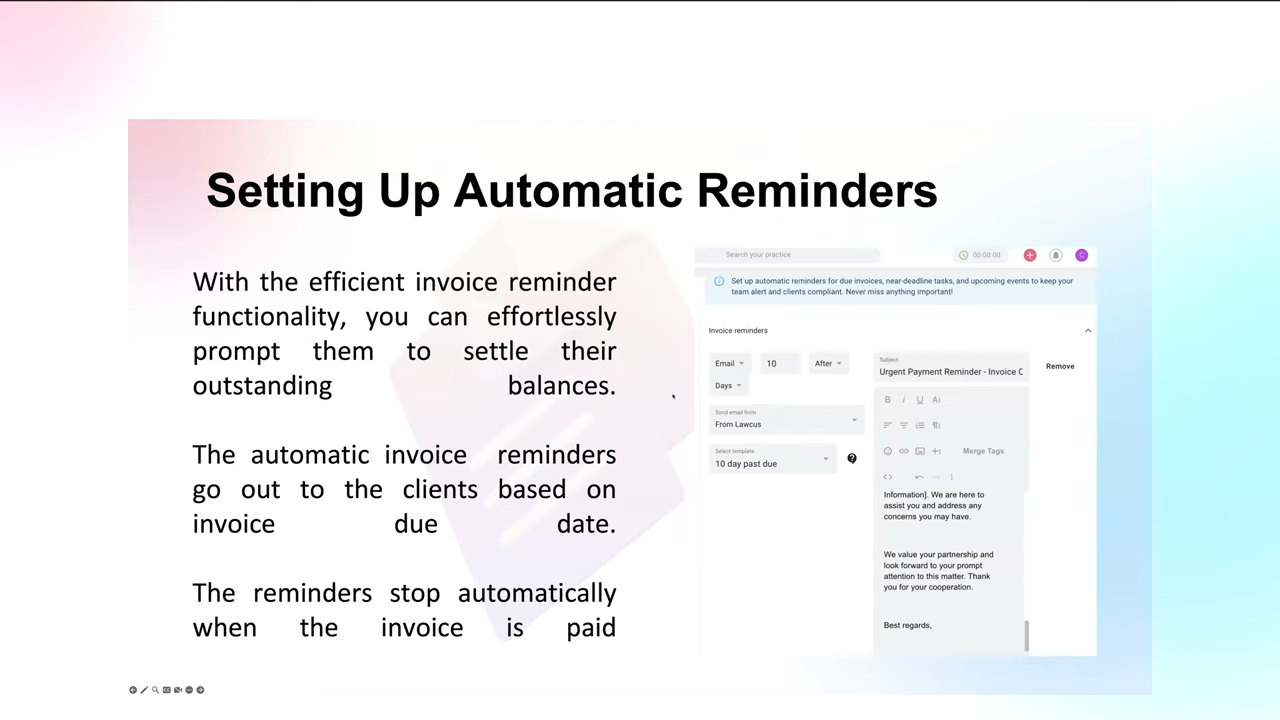 Setting Up Automatic Reminders
With the efficient invoice reminder
functionality, you can effortlessly
prompt them to settle their
outstanding balances.
The automatic invoice reminders
go out to the clients based on
invoice due date.
The reminders stop automatically
when the invoice is paid
Search your practice
00:00:00
C
Set up automatic reminders for due invoices, near-deadline tasks, and upcoming events to keep your
team alert and clients compliant. Never miss anything important!
Invoice reminders
Email
10
After
Days
Send email from
From Lawcus
Select template
10 day past due
Subject
Urgent Payment Reminder - Invoice C
Remove
Merge Tags
Information]. We are here to
assist you and address any
concerns you may have.
We value your partnership and
look forward to your prompt
attention to this matter. Thank
you for your cooperation.
Best regards,